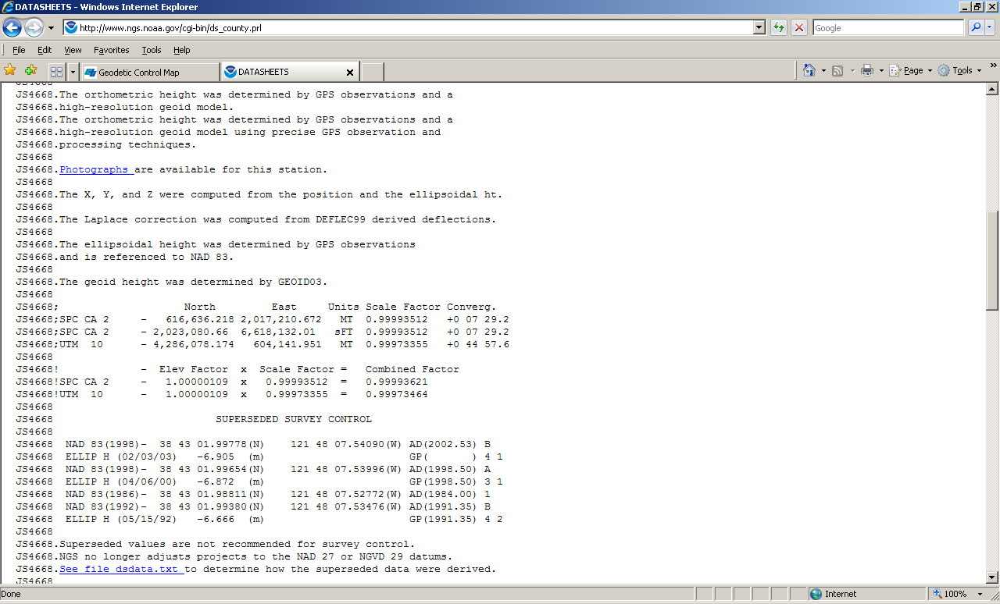 DATASHEETS - Windows Internet Explorer
http://www.ngs.noaa.gov/cgi-bin/ds_county.prl
Google
File Edit View Favorites Tools Help
Geodetic Control Map DATASHEETS Page Tools
JS4668
JS4668.The orthometric height was determined by GPS observations and a
JS4668.high-resolution geoid model.
JS4668.The orthometric height was determined by GPS observations and a
JS4668.high-resolution geoid model using precise GPS observation and
JS4668.processing techniques.
JS4668
JS4668.Photographs are available for this station.
JS4668
JS4668.The X, Y, and Z were computed from the position and the ellipsoidal ht.
JS4668
JS4668.The Laplace correction was computed from DEFLEC99 derived deflections.
JS4668
JS4668.The ellipsoidal height was determined by GPS observations
JS4668.and is referenced to NAD 83.
JS4668
JS4668.The geoid height was determined by GEOID03.
JS4668
JS4668; North East Units Scale Factor Converg.
JS4668;SPC CA 2 - 616,636.218 2,017,210.672 MT 0.99993512 +0 07 29.2
JS4668;SPC CA 2 - 2,023,080.66 6,618,132.01 sFT 0.99993512 +0 07 29.2
JS4668;UTM 10 - 4,286,078.174 604,141.951 MT 0.99973355 +0 44 57.6
JS4668
JS4668! - Elev Factor x Scale Factor = Combined Factor
JS4668!SPC CA 2 - 1.00000109 x 0.99993512 = 0.99993621
JS4668!UTM 10 - 1.00000109 x 0.99973355 = 0.99973464
JS4668
JS4668 SUPERSEDED SURVEY CONTROL
JS4668
JS4668 NAD 83(1998)- 38 43 01.99778(N) 121 48 07.54090(W) AD(2002.53) B
JS4668 ELLIP H (02/03/03) -6.905 (m) GP( ) 4 1
JS4668 NAD 83(1998)- 38 43 01.99654(N) 121 48 07.53996(W) AD(1998.50) A
JS4668 ELLIP H (04/06/00) -6.872 (m) GP(1998.50) 3 1
JS4668 NAD 83(1986)- 38 43 01.98811(N) 121 48 07.52772(W) AD(1984.00) 1
JS4668 NAD 83(1992)- 38 43 01.99380(N) 121 48 07.53476(W) AD(1991.35) B
JS4668 ELLIP H (05/15/92) -6.666 (m) GP(1991.35) 4 2
JS4668
JS4668.Superseded values are not recommended for survey control.
JS4668.NGS no longer adjusts projects to the NAD 27 or NGVD 29 datums.
JS4668.See file dsdata.txt to determine how the superseded data were derived.
JS4668
Done Internet 100%